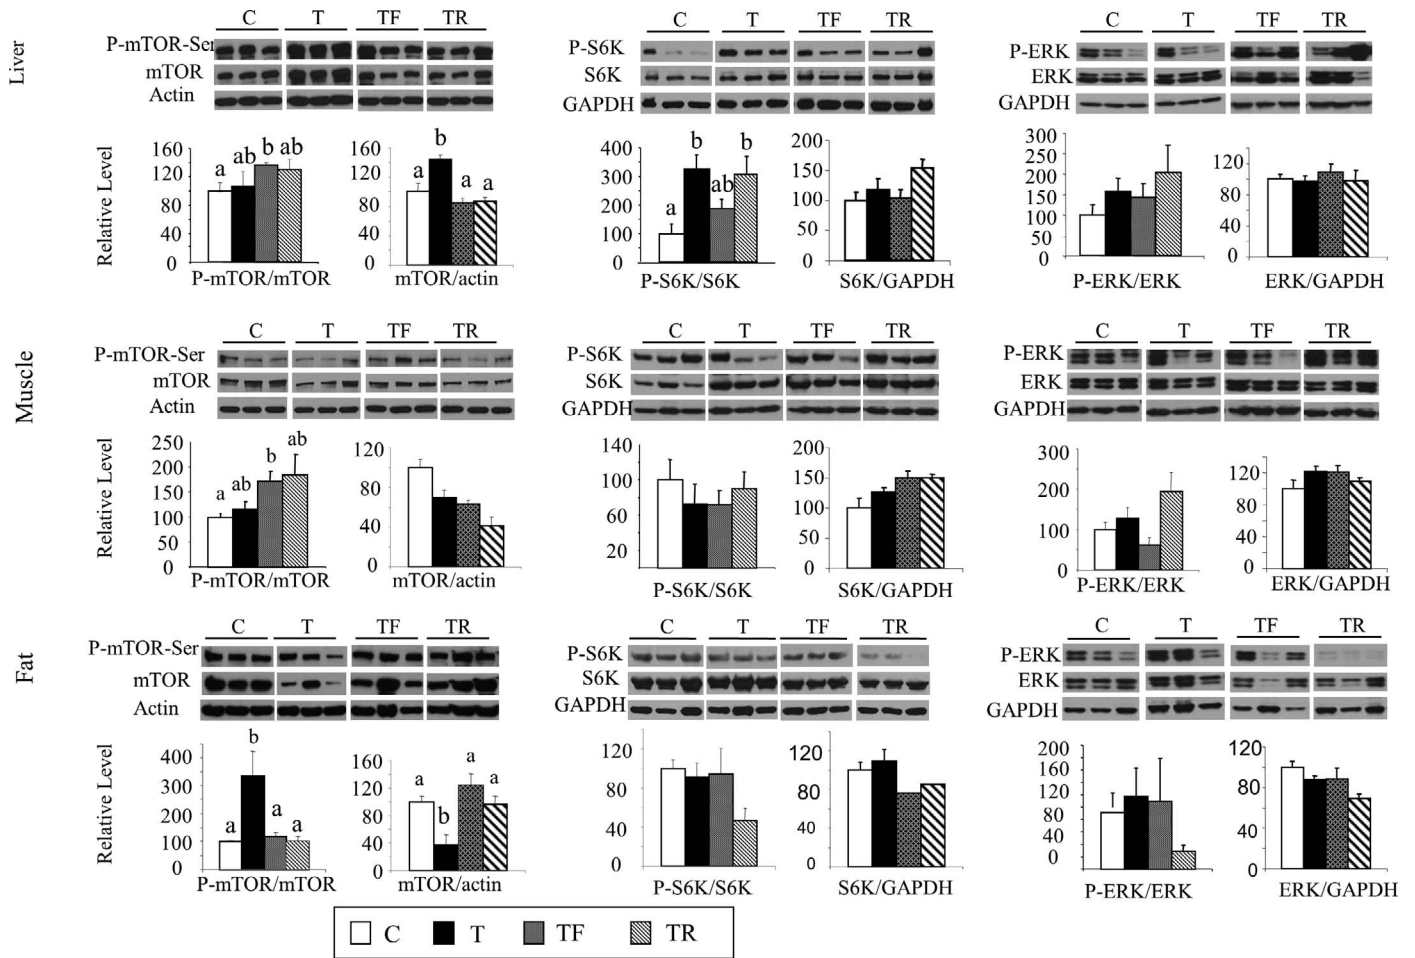 Liver
C T TF TR
P-mTOR-Ser
mTOR
Actin
C T TF TR
P-S6K
S6K
GAPDH
C T TF TR
P-ERK
ERK
GAPDH
Relative Level
160
120
80
40
0
a ab b ab
P-mTOR/mTOR
160
120
80
40
0
a b a a
mTOR/actin
400
300
200
100
0
a b ab b
P-S6K/S6K
200
150
100
50
0
S6K/GAPDH
300
250
200
150
100
50
0
P-ERK/ERK
120
80
40
0
ERK/GAPDH
Muscle
C T TF TR
P-mTOR-Ser
mTOR
Actin
C T TF TR
P-S6K
S6K
GAPDH
C T TF TR
P-ERK
ERK
GAPDH
Relative Level
250
200
150
100
50
0
a ab b ab
P-mTOR/mTOR
120
80
40
0
mTOR/actin
140
100
60
20
P-S6K/S6K
200
150
100
50
0
S6K/GAPDH
300
200
100
0
P-ERK/ERK
120
80
40
0
ERK/GAPDH
Fat
C T TF TR
P-mTOR-Ser
mTOR
Actin
C T TF TR
P-S6K
S6K
GAPDH
C T TF TR
P-ERK
ERK
GAPDH
Relative Level
400
300
200
100
0
a b a a
P-mTOR/mTOR
160
120
80
40
0
a b a a
mTOR/actin
120
80
40
0
P-S6K/S6K
120
80
40
0
S6K/GAPDH
200
160
120
80
40
0
P-ERK/ERK
120
80
40
0
ERK/GAPDH
C T TF TR